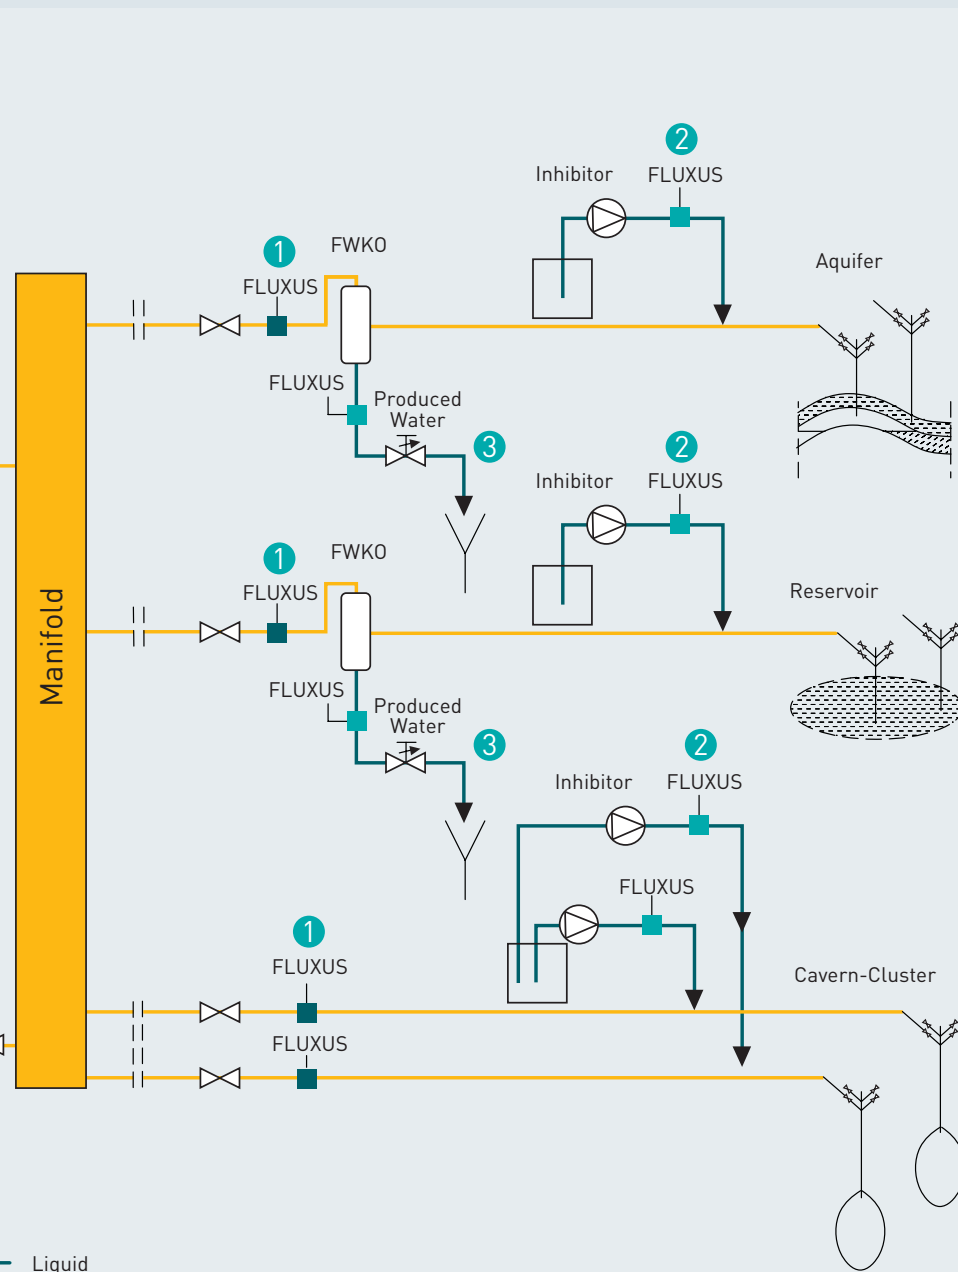 2
Inhibitor
FLUXUS
1
FWKO
Aquifer
FLUXUS
FLUXUS
Produced
Water
3
2
Inhibitor
FLUXUS
1
FWKO
FLUXUS
Reservoir
Manifold
FLUXUS
Produced
Water
3
2
Inhibitor
FLUXUS
FLUXUS
1
FLUXUS
Cavern-Cluster
FLUXUS
Liquid